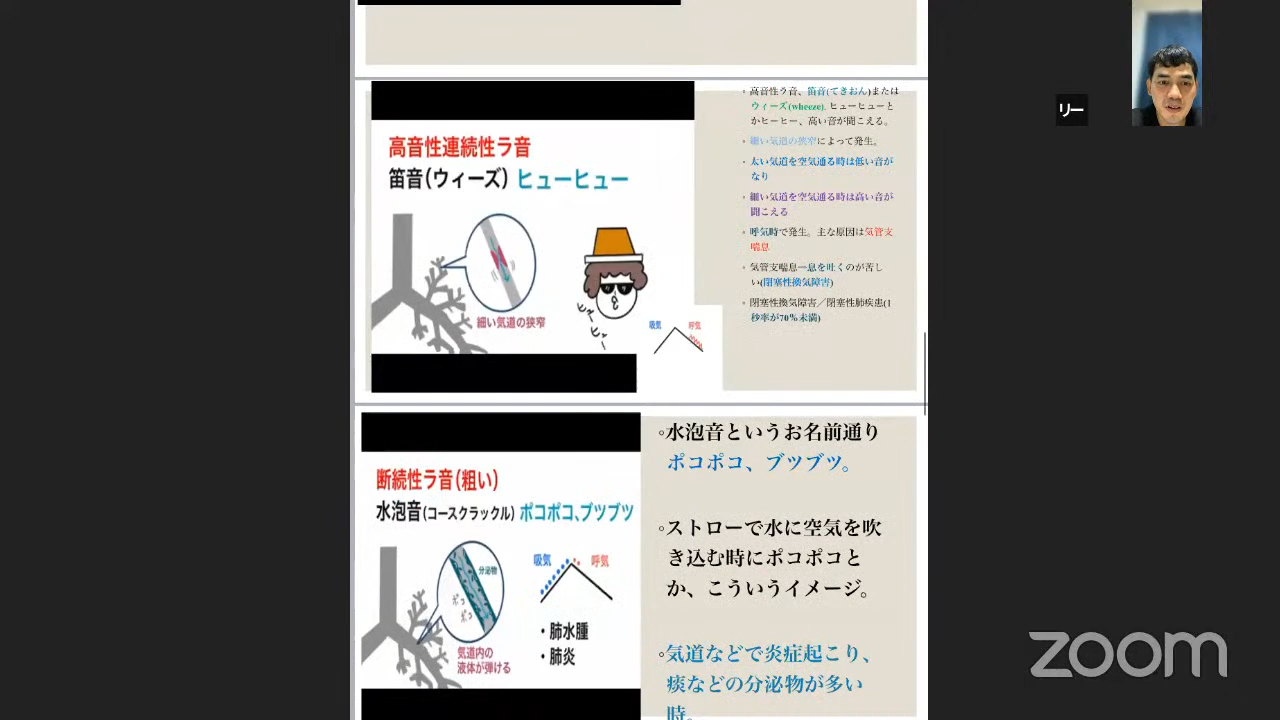 高音性連続性ラ音
笛音(ウィーズ) ヒューヒュー
細い気道の狭窄
ヒューヒュー
吸気 呼気
• 高音性ラ音、笛音(てきおん)または
ウィーズ(wheeze). ヒューヒューと
かヒーヒー、高い音が聞こえる。
• 細い気道の狭窄によって発生。
• 太い気道を空気通る時は低い音が
なり
• 細い気道を空気通る時は高い音が
聞こえる
• 呼気時で発生。主な原因は気管支
喘息
• 気管支喘息—息を吐くのが苦し
い(閉塞性換気障害)
• 閉塞性換気障害／閉塞性肺疾患(1
秒率が70%未満)
断続性ラ音(粗い)
水泡音(コースクラックル) ポコポコ、ブツブツ
分泌物
ポコ
ポコ
気道内の
液体が弾ける
吸気 呼気
・肺水腫
・肺炎
◦水泡音というお名前通り
ポコポコ、ブツブツ。
◦ストローで水に空気を吹
き込む時にポコポコと
か、こういうイメージ。
◦気道などで炎症起こり、
痰などの分泌物が多い
時。
リー
zoom